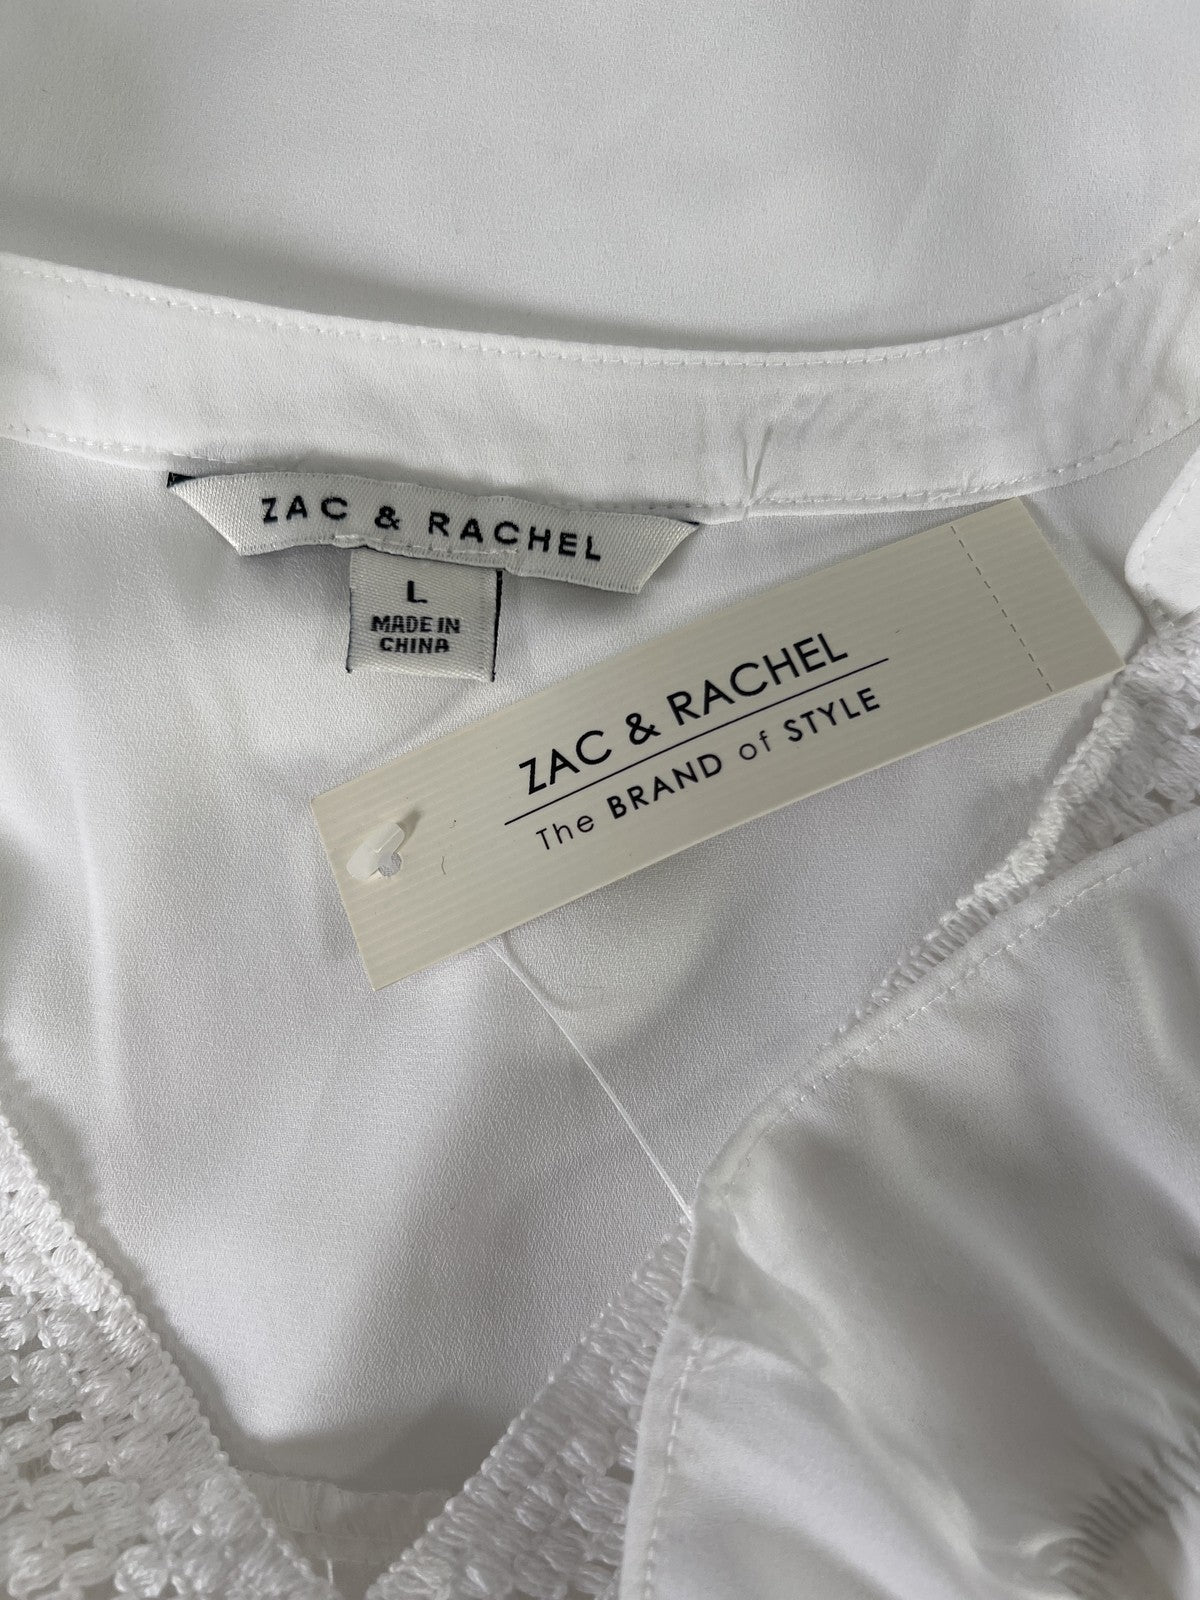 ZAC & RACHEL
L
MADE IN
CHINA
ZAC & RACHEL
The BRAND of STYLE